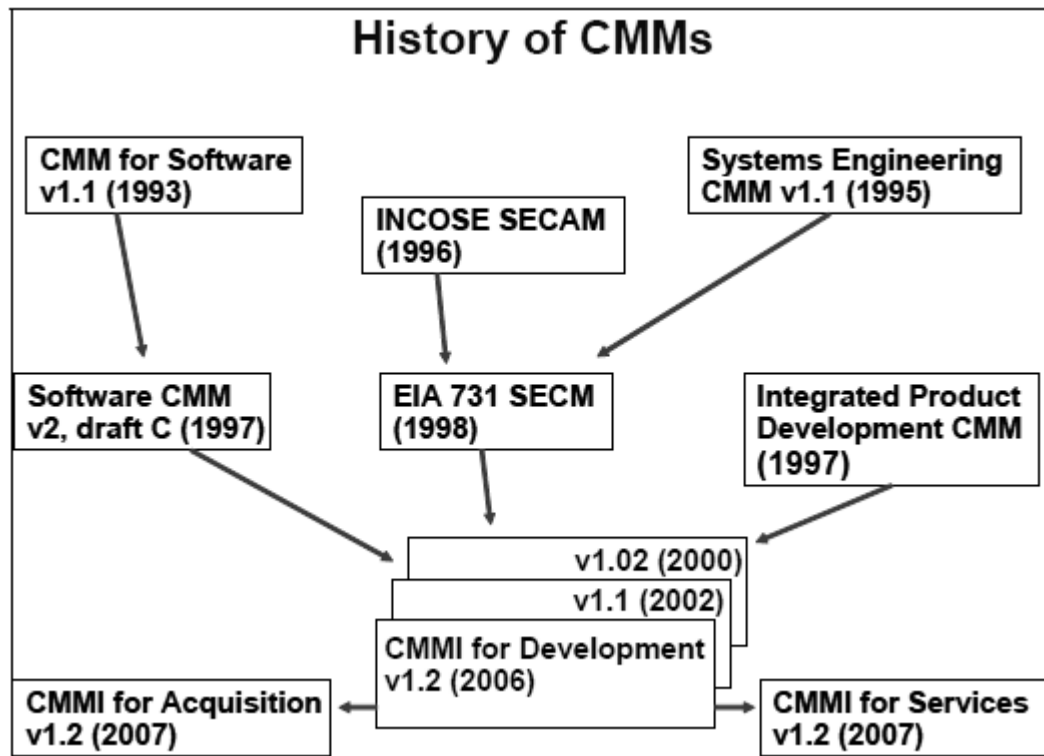 History of CMMs
CMM for Software
v1.1 (1993)
Systems Engineering
CMM v1.1 (1995)
INCOSE SECAM
(1996)
Software CMM
v2, draft C (1997)
EIA 731 SECM
(1998)
Integrated Product
Development CMM
(1997)
v1.02 (2000)
v1.1 (2002)
CMMI for Development
v1.2 (2006)
CMMI for Acquisition
v1.2 (2007)
CMMI for Services
v1.2 (2007)